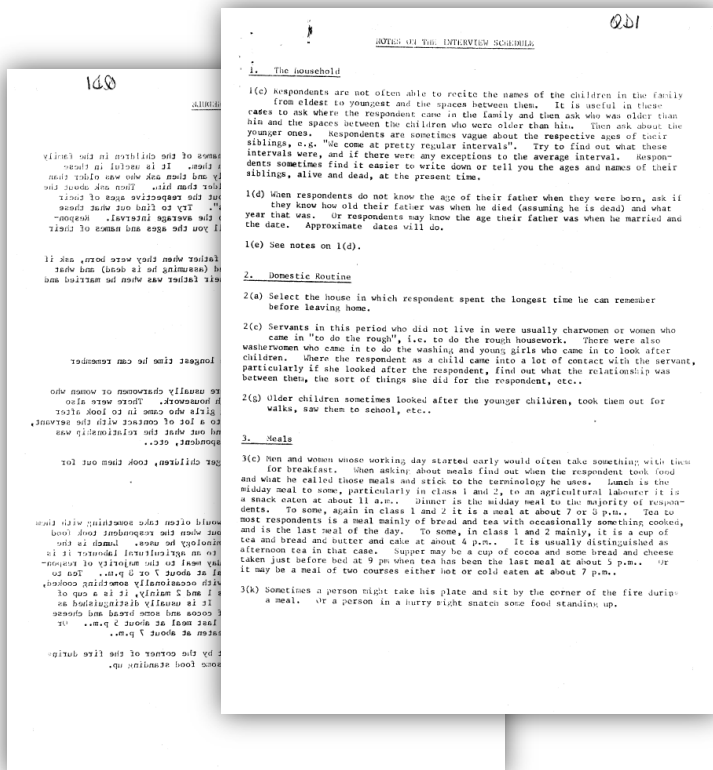 QD1
NOTES ON THE INTERVIEW SCHEDULE
1. The household
1(c) Respondents are not often able to recite the names of the children in the family
from eldest to youngest and the spaces between them. It is useful in these
cases to ask where the respondent came in the family and then ask who was older than
him and the spaces between the children who were older than him. Then ask about the
younger ones. Respondents are sometimes vague about the respective ages of their
siblings, e.g. "We come at pretty regular intervals". Try to find out what these
intervals were, and if there were any exceptions to the average interval. Respon-
dents sometimes find it easier to write down or tell you the ages and names of their
siblings, alive and dead, at the present time.
1(d) When respondents do not know the age of their father when they were born, ask if
they know how old their father was when he died (assuming he is dead) and what
year that was. Or respondents may know the age their father was when he married and
the date. Approximate dates will do.
1(e) See notes on 1(d).
2. Domestic Routine
2(a) Select the house in which respondent spent the longest time he can remember
before leaving home.
2(c) Servants in this period who did not live in were usually charwomen or women who
came in "to do the rough", i.e. to do the rough housework. There were also
washerwomen who came in to do the washing and young girls who came in to look after
children. Where the respondent as a child came into a lot of contact with the servant,
particularly if she looked after the respondent, find out what the relationship was
between them, the sort of things she did for the respondent, etc..
2(g) Older children sometimes looked after the younger children, took them out for
walks, saw them to school, etc..
3. Meals
3(c) Men and women whose working day started early would often take something with them
for breakfast. When asking about meals find out when the respondent took food
and what he called those meals and stick to the terminology he uses. Lunch is the
midday meal to some, particularly in class 1 and 2, to an agricultural labourer it is
a snack eaten at about 11 a.m.. Dinner is the midday meal to the majority of respon-
dents. To some, again in class 1 and 2 it is a meal at about 7 or 8 p.m.. Tea to
most respondents is a meal mainly of bread and tea with occasionally something cooked,
and is the last meal of the day. To some, in class 1 and 2 mainly, it is a cup of
tea and bread and butter and cake at about 4 p.m.. It is usually distinguished as
afternoon tea in that case. Supper may be a cup of cocoa and some bread and cheese
taken just before bed at 9 pm when tea has been the last meal at about 5 p.m.. Or
it may be a meal of two courses either hot or cold eaten at about 7 p.m..
3(k) Sometimes a person might take his plate and sit by the corner of the fire during
a meal. Or a person in a hurry might snatch some food standing up.